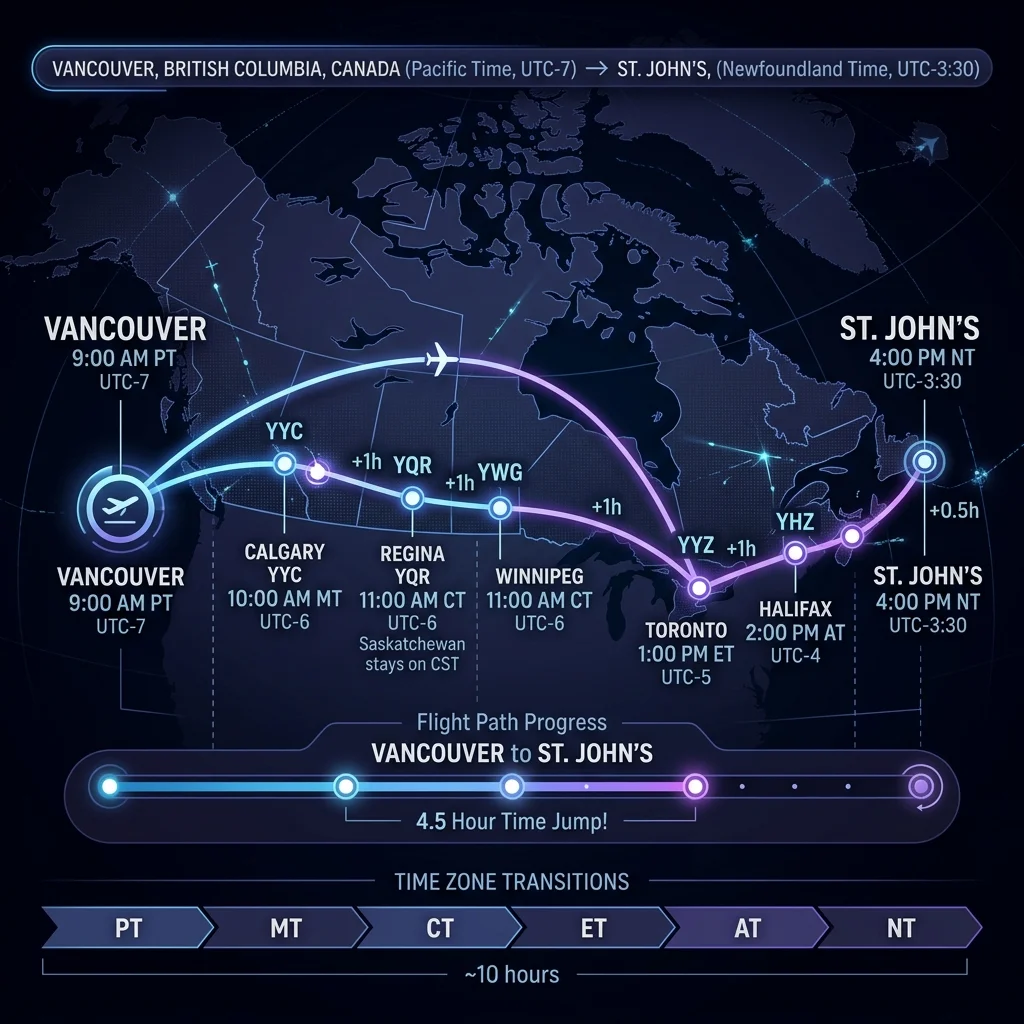 VANCOUVER, BRITISH COLUMBIA, CANADA (Pacific Time, UTC-7) → ST. JOHN'S, (Newfoundland Time, UTC-3:30)
VANCOUVER
9:00 AM PT
UTC-7
ST. JOHN'S
4:00 PM NT
UTC-3:30
YYC
+1h
YQR
+1h
YWG
+1h
YYZ
+1h
YHZ
+0.5h
VANCOUVER
9:00 AM PT
UTC-7
CALGARY
YYC
10:00 AM MT
UTC-6
REGINA
YQR
11:00 AM CT
UTC-6
Saskatchewan
stays on CST
WINNIPEG
11:00 AM CT
UTC-6
TORONTO
1:00 PM ET
UTC-5
HALIFAX
2:00 PM AT
UTC-4
ST. JOHN'S
4:00 PM NT
UTC-3:30
Flight Path Progress
VANCOUVER to ST. JOHN'S
4.5 Hour Time Jump!
TIME ZONE TRANSITIONS
PT
MT
CT
ET
AT
NT
~10 hours